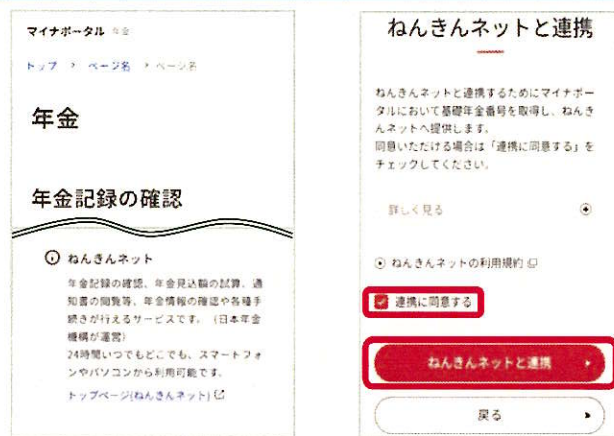 マイナポータル 年金
トップ > ページ名 > ページ名
年金
年金記録の確認
ねんきんネット
年金記録の確認、年金見込額の試算、通
知書の閲覧等、年金情報の確認や各種手
続きが行えるサービスです。（日本年金
機構が運営）
24時間いつでもどこでも、スマートフォ
ンやパソコンから利用可能です。
トップページ(ねんきんネット)
ねんきんネットと連携
ねんきんネットと連携するためにマイナポー
タルにおいて基礎年金番号を取得し、ねんき
んネットへ提供します。
同意いただける場合は「連携に同意する」を
チェックしてください。
詳しく見る
ねんきんネットの利用規約
連携に同意する
ねんきんネットと連携
戻る